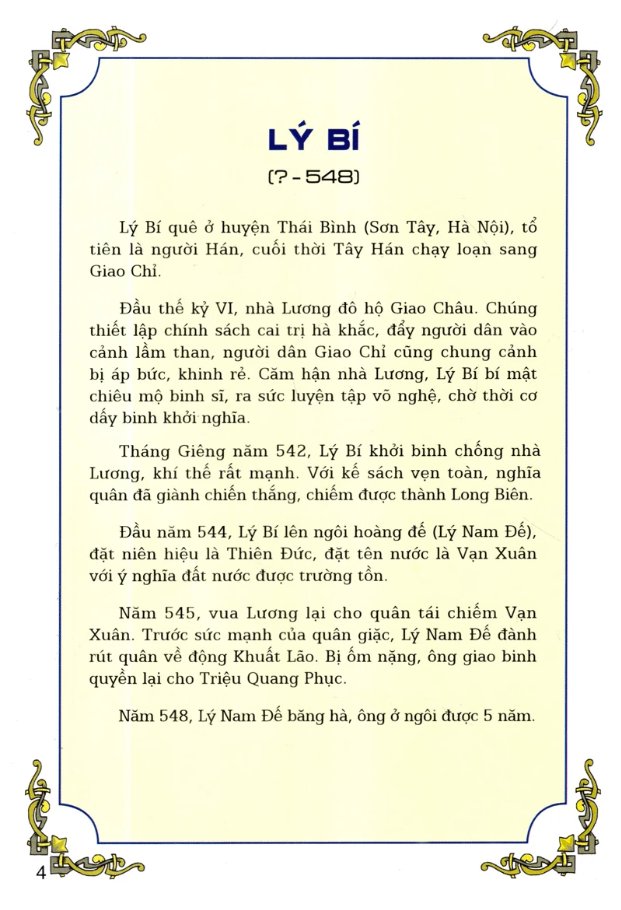 LÝ BÍ
(? - 548)
Lý Bí quê ở huyện Thái Bình (Sơn Tây, Hà Nội), tổ
tiên là người Hán, cuối thời Tây Hán chạy loạn sang
Giao Chỉ.
Đầu thế kỷ VI, nhà Lương đô hộ Giao Châu. Chúng
thiết lập chính sách cai trị hà khắc, đẩy người dân vào
cảnh lầm than, người dân Giao Chỉ cũng chung cảnh
bị áp bức, khinh rẻ. Căm hận nhà Lương, Lý Bí bí mật
chiêu mộ binh sĩ, ra sức luyện tập võ nghệ, chờ thời cơ
dấy binh khởi nghĩa.
Tháng Giêng năm 542, Lý Bí khởi binh chống nhà
Lương, khí thế rất mạnh. Với kế sách vẹn toàn, nghĩa
quân đã giành chiến thắng, chiếm được thành Long Biên.
Đầu năm 544, Lý Bí lên ngôi hoàng đế (Lý Nam Đế),
đặt niên hiệu là Thiên Đức, đặt tên nước là Vạn Xuân
với ý nghĩa đất nước được trường tồn.
Năm 545, vua Lương lại cho quân tái chiếm Vạn
Xuân. Trước sức mạnh của quân giặc, Lý Nam Đế đành
rút quân về động Khuất Lão. Bị ốm nặng, ông giao binh
quyền lại cho Triệu Quang Phục.
Năm 548, Lý Nam Đế băng hà, ông ở ngôi được 5 năm.
4